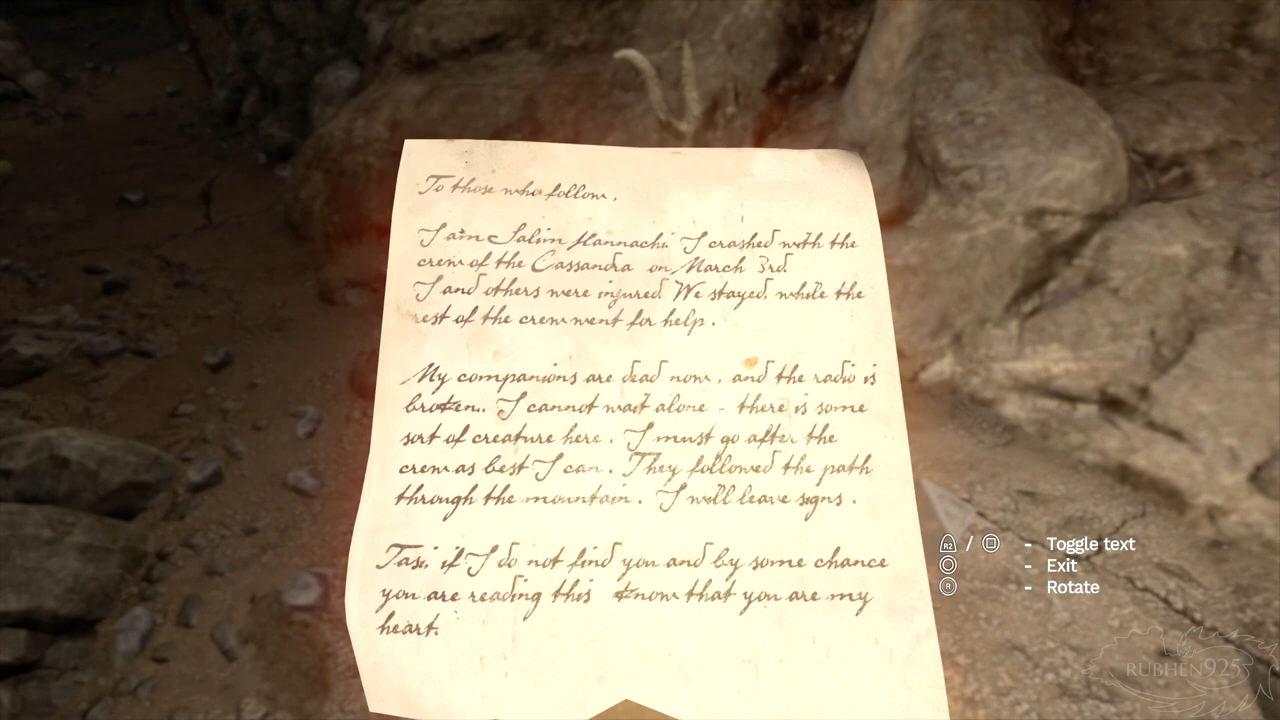 To those who follow,
I am Salim Hannachi. I crashed with the
crew of the Cassandra on March 3rd.
I and others were injured. We stayed, while the
rest of the crew went for help.
My companions are dead now, and the radio is
broken. I cannot wait alone - there is some
sort of creature here. I must go after the
crew as best I can. They followed the path
through the mountain. I will leave signs.
Tasi, if I do not find you and by some chance
you are reading this know that you are my
heart.
R2 / - Toggle text
- Exit
R - Rotate
RUBHEN925